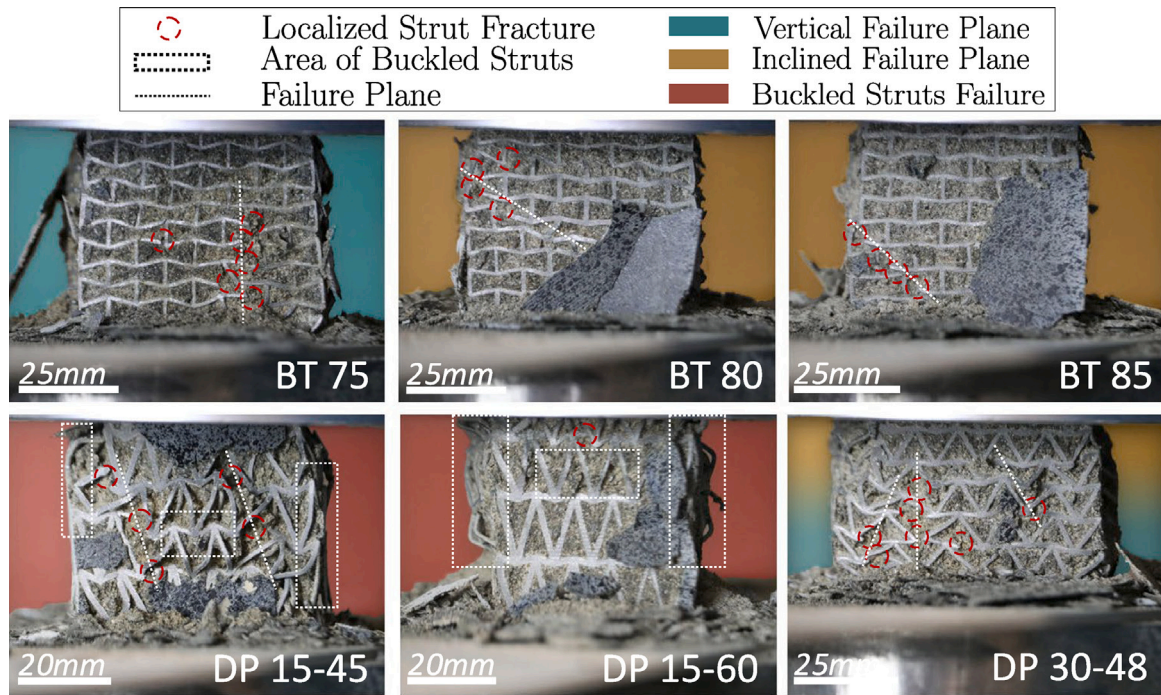 Localized Strut Fracture
Area of Buckled Struts
Failure Plane
Vertical Failure Plane
Inclined Failure Plane
Buckled Struts Failure
25mm
BT 75
25mm
BT 80
25mm
BT 85
20mm
DP 15-45
20mm
DP 15-60
25mm
DP 30-48